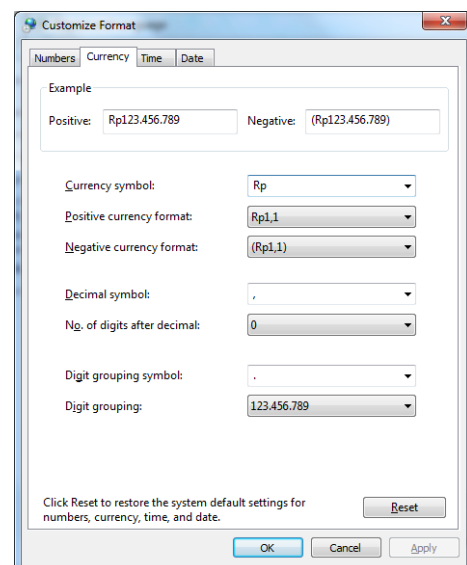 Customize Format
Numbers Currency Time Date
Example
Positive: Rp123.456.789 Negative: (Rp123.456.789)
Currency symbol: Rp
Positive currency format: Rp1,1
Negative currency format: (Rp1,1)
Decimal symbol: ,
No. of digits after decimal: 0
Digit grouping symbol: .
Digit grouping: 123.456.789
Click Reset to restore the system default settings for
numbers, currency, time, and date.
Reset
OK Cancel Apply